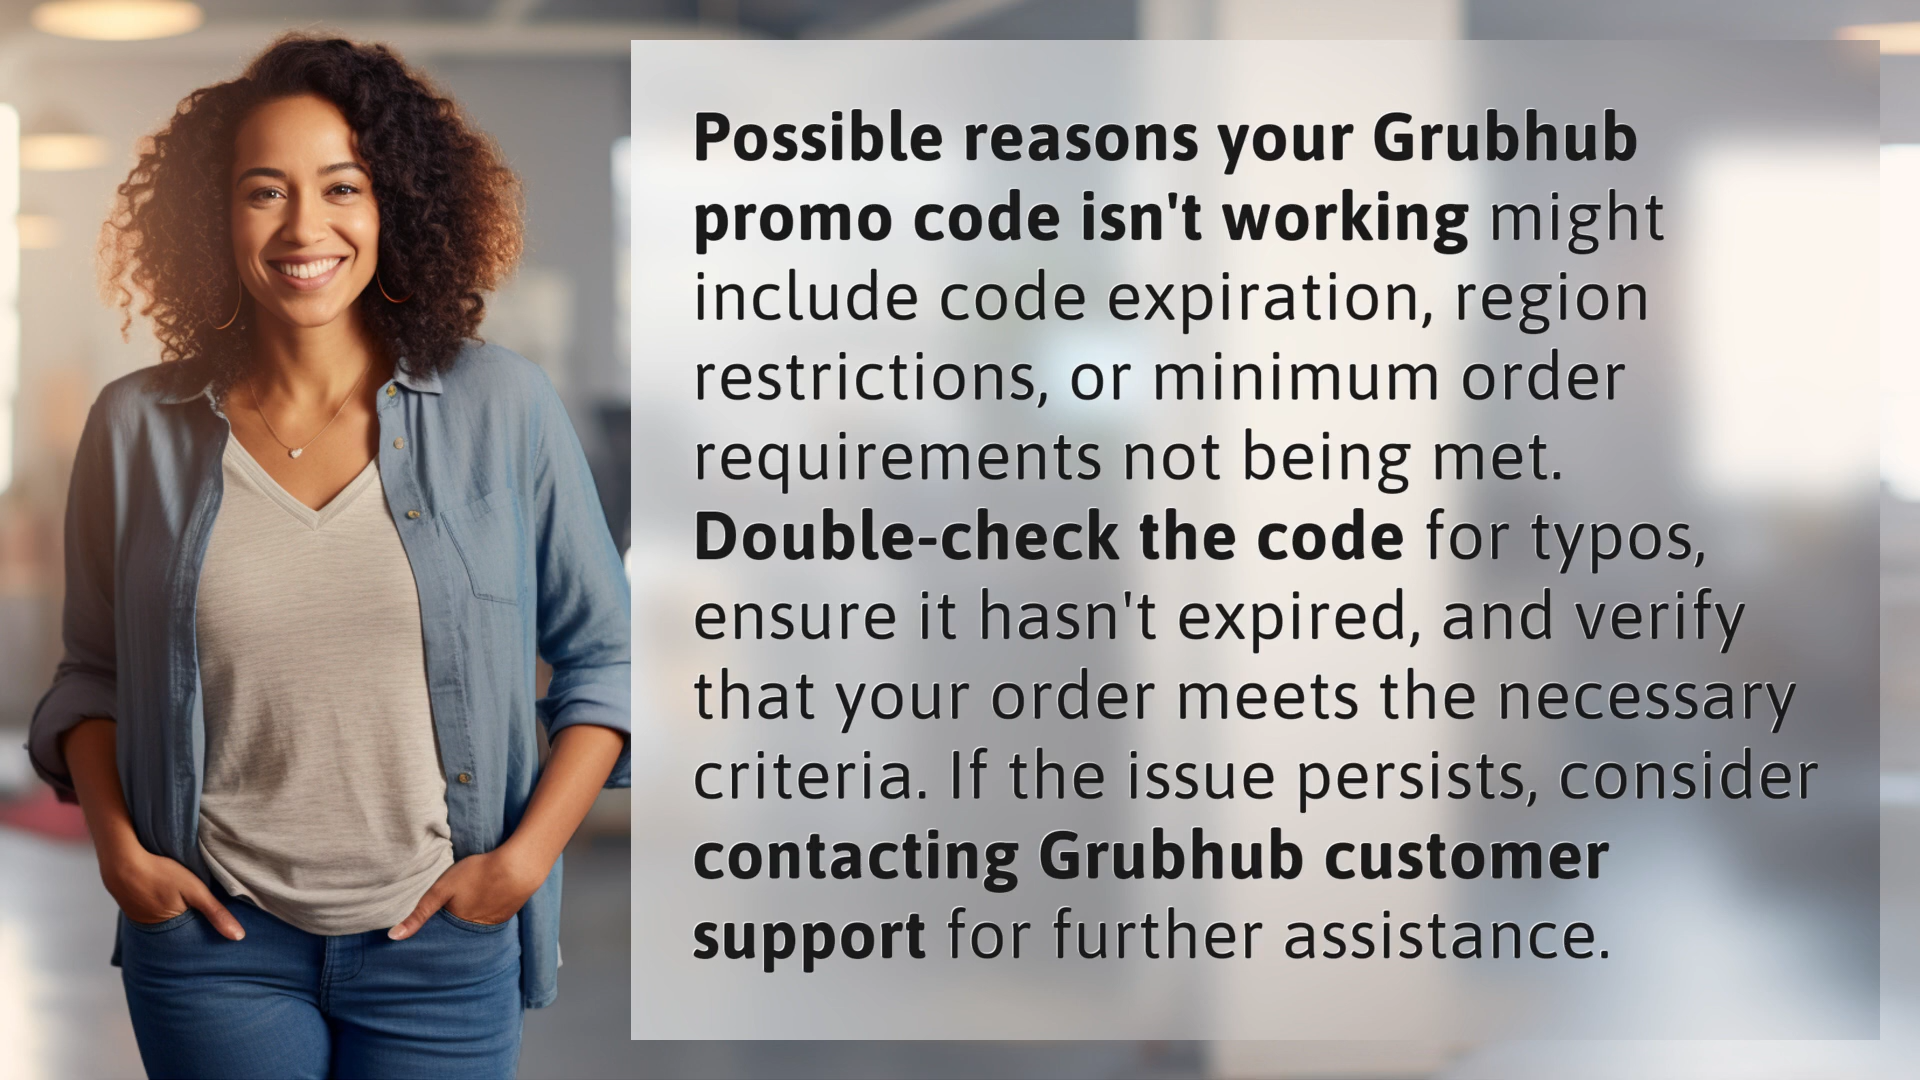 Possible reasons your Grubhub
promo code isn't working might
include code expiration, region
restrictions, or minimum order
requirements not being met.
Double-check the code for typos,
ensure it hasn't expired, and verify
that your order meets the necessary
criteria. If the issue persists, consider
contacting Grubhub customer
support for further assistance.